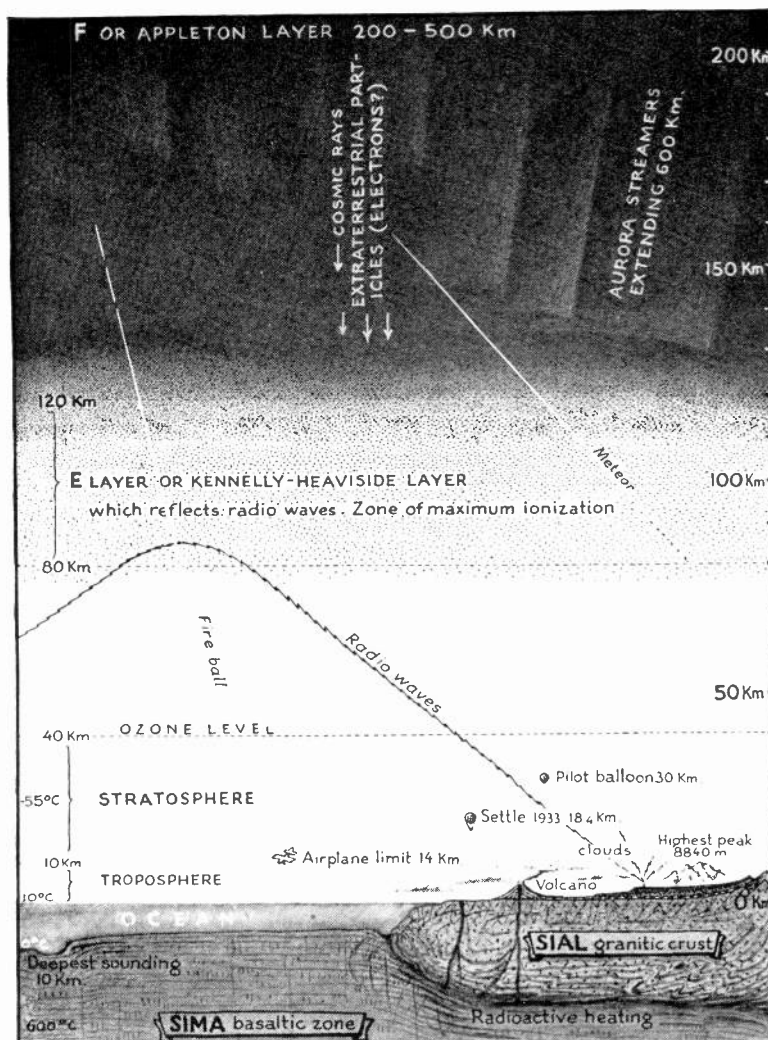 F OR APPLETON LAYER 200-500 Km
200 Km
COSMIC RAYS
EXTRATERRESTRIAL PART-
ICLES (ELECTRONS?)
AURORA STREAMERS
EXTENDING 600 Km.
150 Km
120 Km
E LAYER OR KENNELLY-HEAVISIDE LAYER
which reflects radio waves. Zone of maximum ionization
Meteor
100 Km
80 Km
Fire ball
Radio waves
50 Km
OZONE LEVEL
40 Km
Pilot balloon 30 Km
-55°C
STRATOSPHERE
Settle 1933 18.4 Km
clouds
Highest peak
8840 m
10 Km
Airplane limit 14 Km
TROPOSPHERE
Volcano
10°C
0 Km
OCEAN
0°C
SIAL granitic crust
Deepest sounding
10 Km.
600°C
SIMA basaltic zone
Radioactive heating